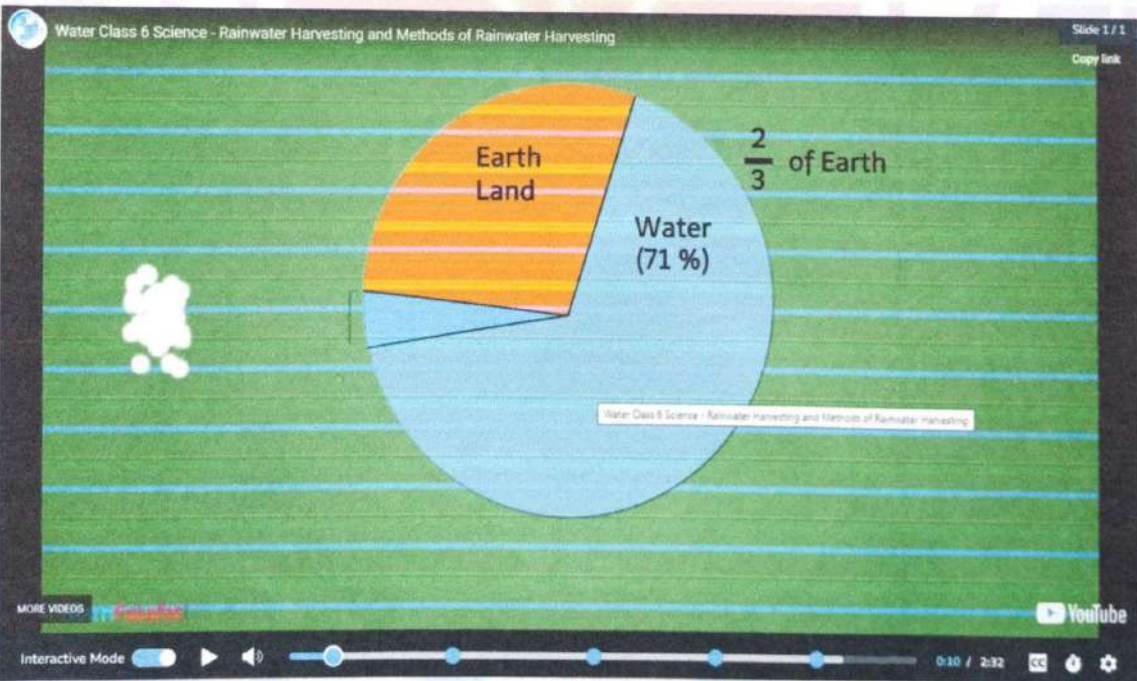 Water Class 6 Science - Rainwater Harvesting and Methods of Rainwater Harvesting
Slide 1 / 1
Copy link
Earth
Land
2
3
of Earth
Water
(71 %)
Water Class 6 Science - Rainwater Harvesting and Methods of Rainwater Harvesting
MORE VIDEOS
YouTube
Interactive Mode
0:10 / 2:32
CC